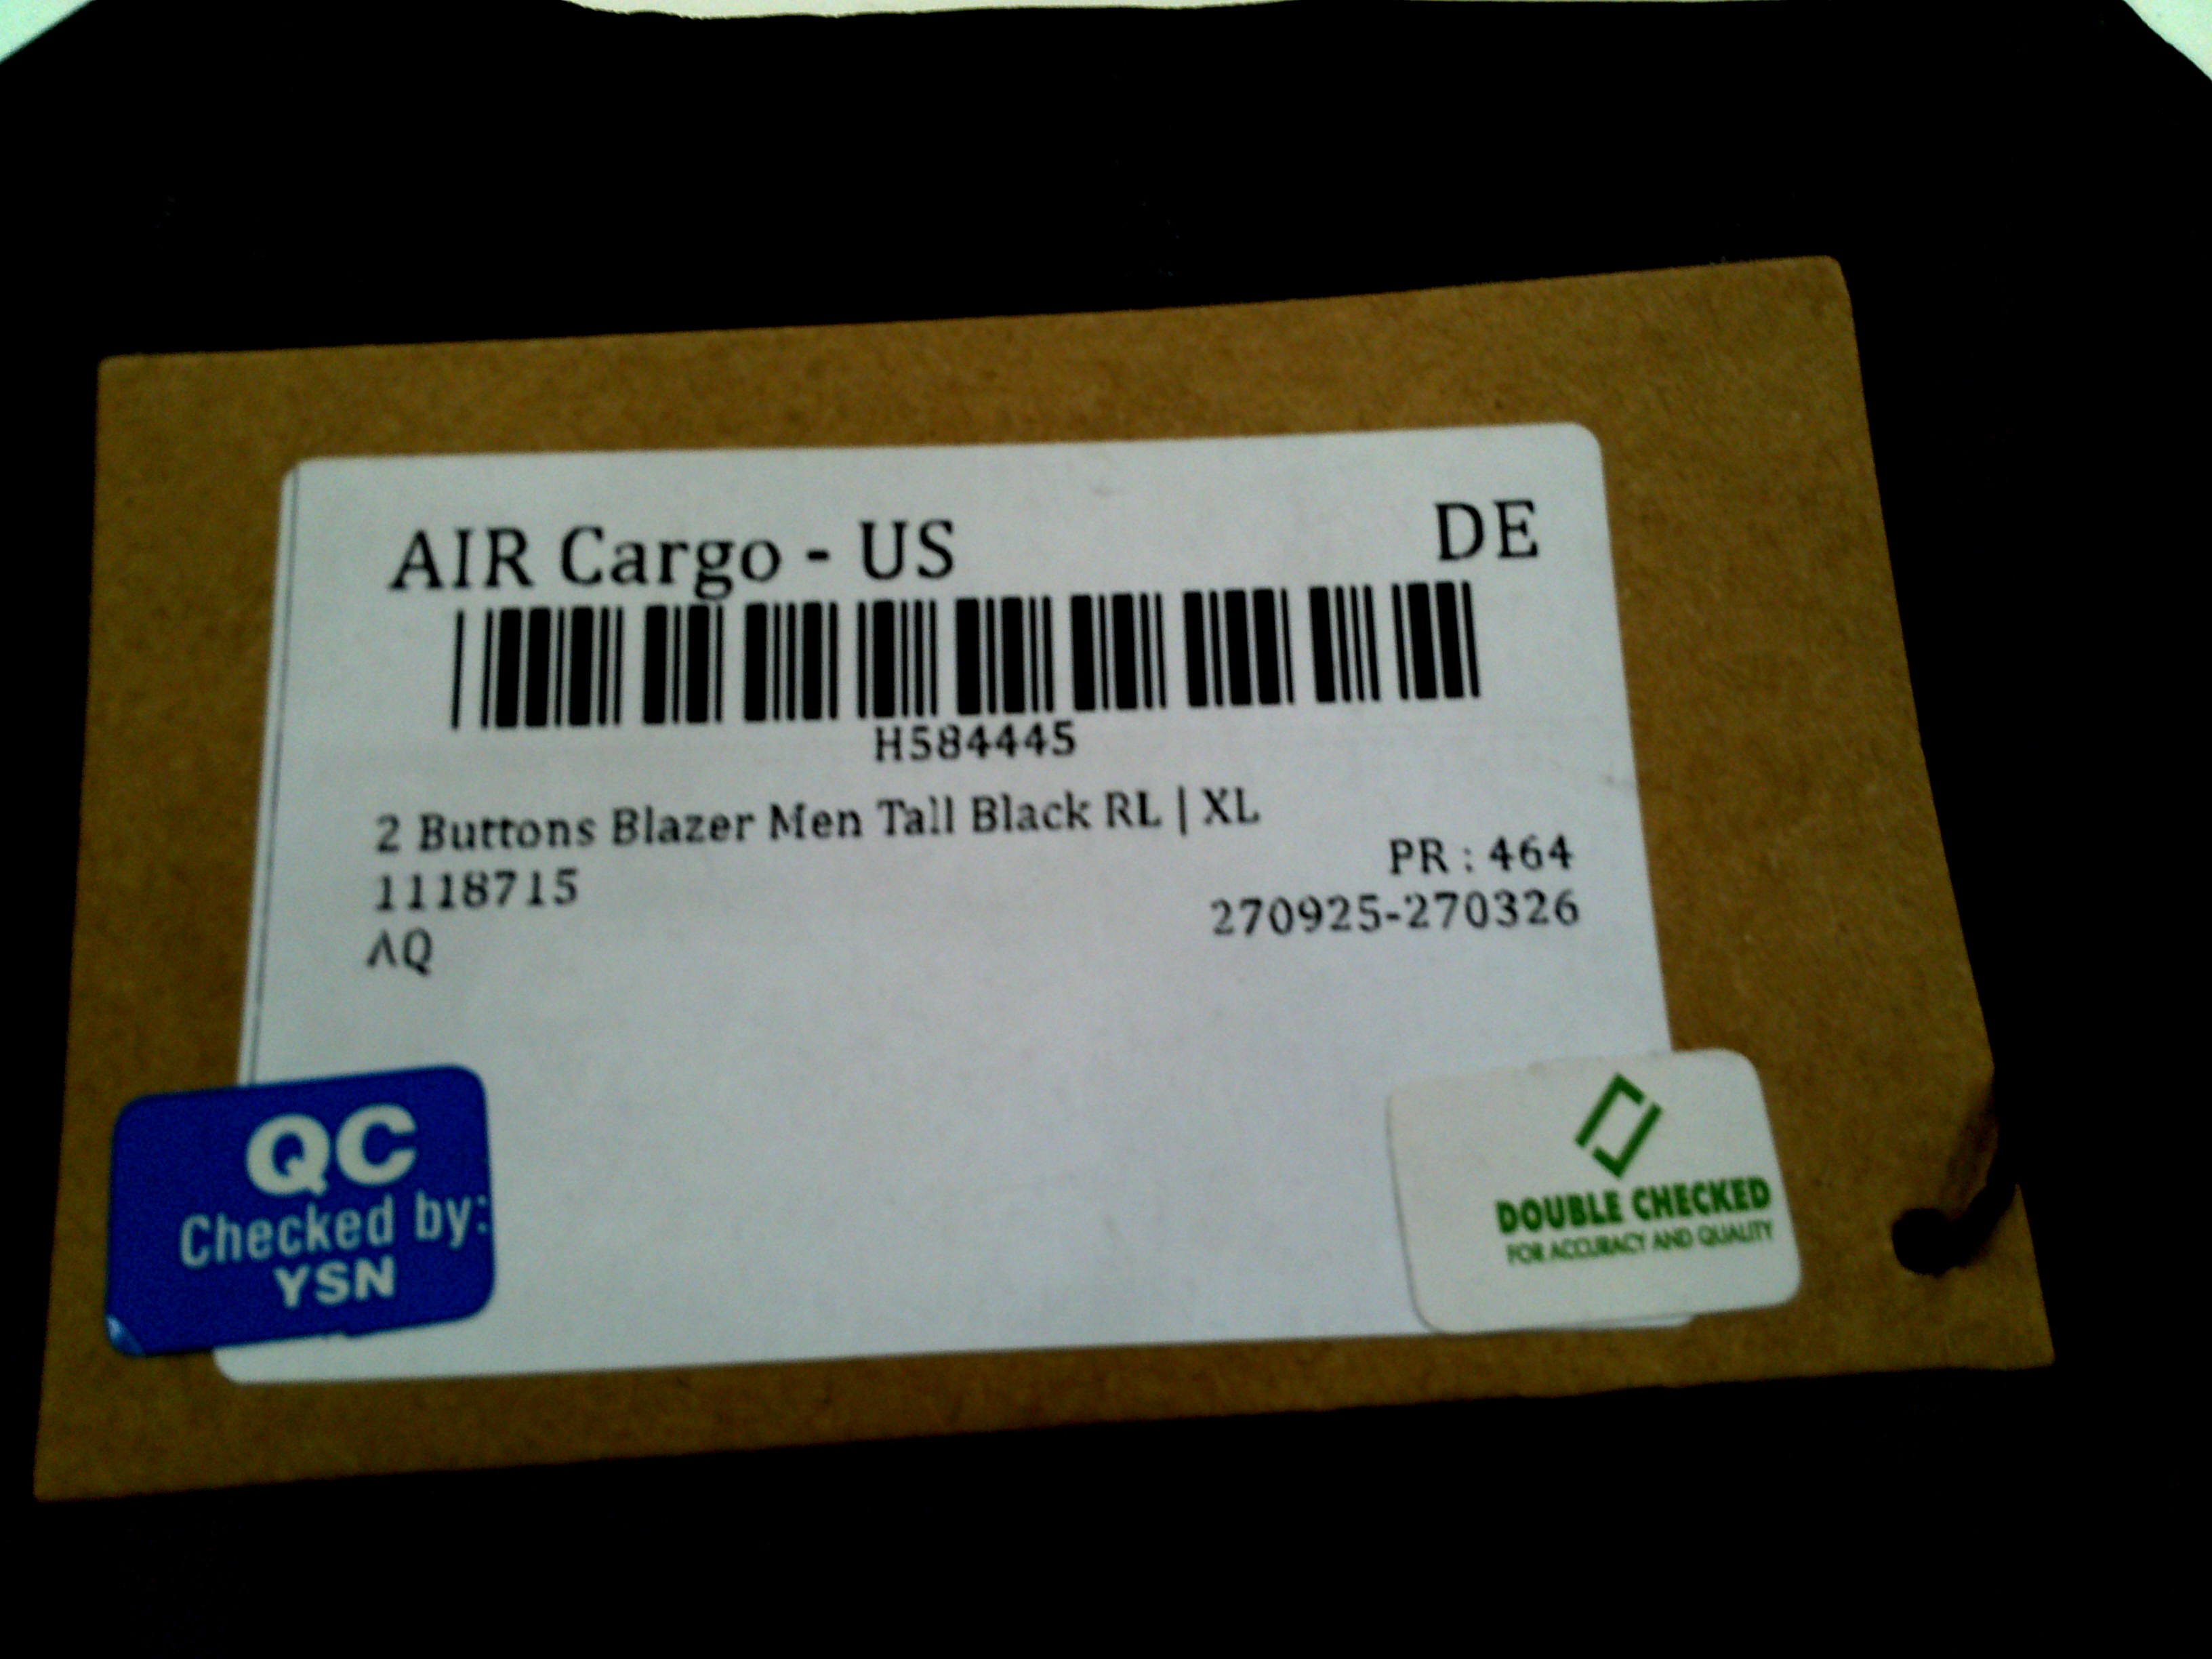 AIR Cargo - US
DE
H584445
2 Buttons Blazer Men Tall Black RL | XL
PR : 464
1118715
270925-270326
AQ
QC
Checked by:
YSN
DOUBLE CHECKED
FOR ACCURACY AND QUALITY